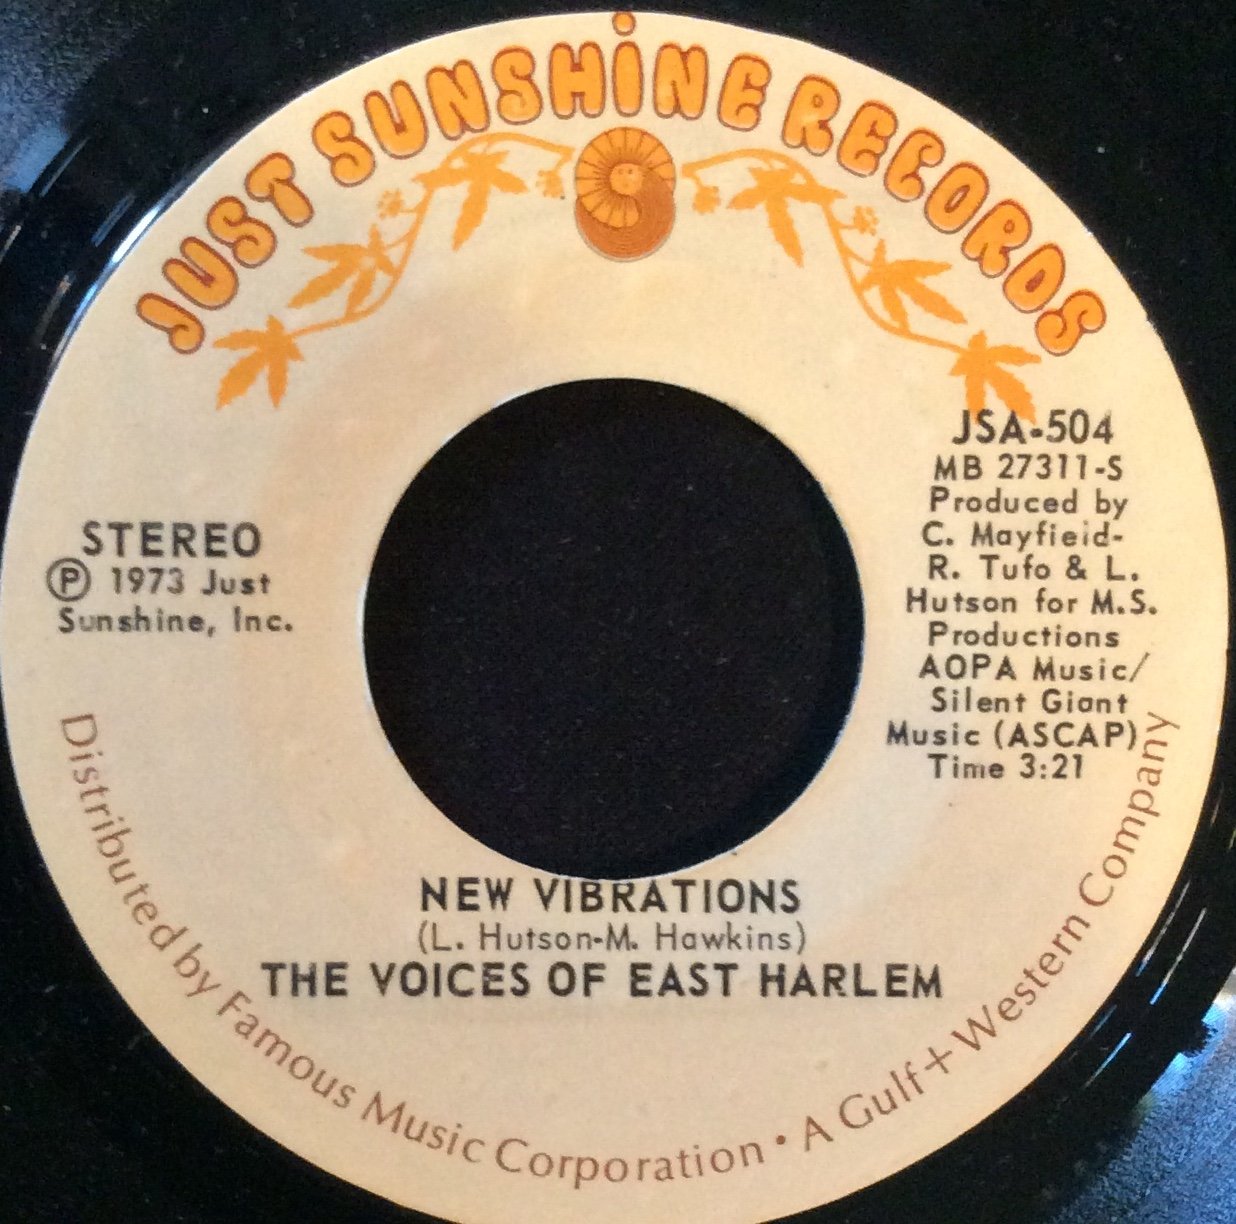 JUST SUNSHINE RECORDS
JSA-504
MB 27311-S
Produced by
C. Mayfieid-
R. Tufo & L.
Hutson for M.S.
Productions
AOPA Music/
Silent Giant
Music (ASCAP)
Time 3:21
STEREO
Ⓟ 1973 Just
Sunshine, Inc.
NEW VIBRATIONS
(L. Hutson-M. Hawkins)
THE VOICES OF EAST HARLEM
Distributed by Famous Music Corporation • A Gulf+Western Company